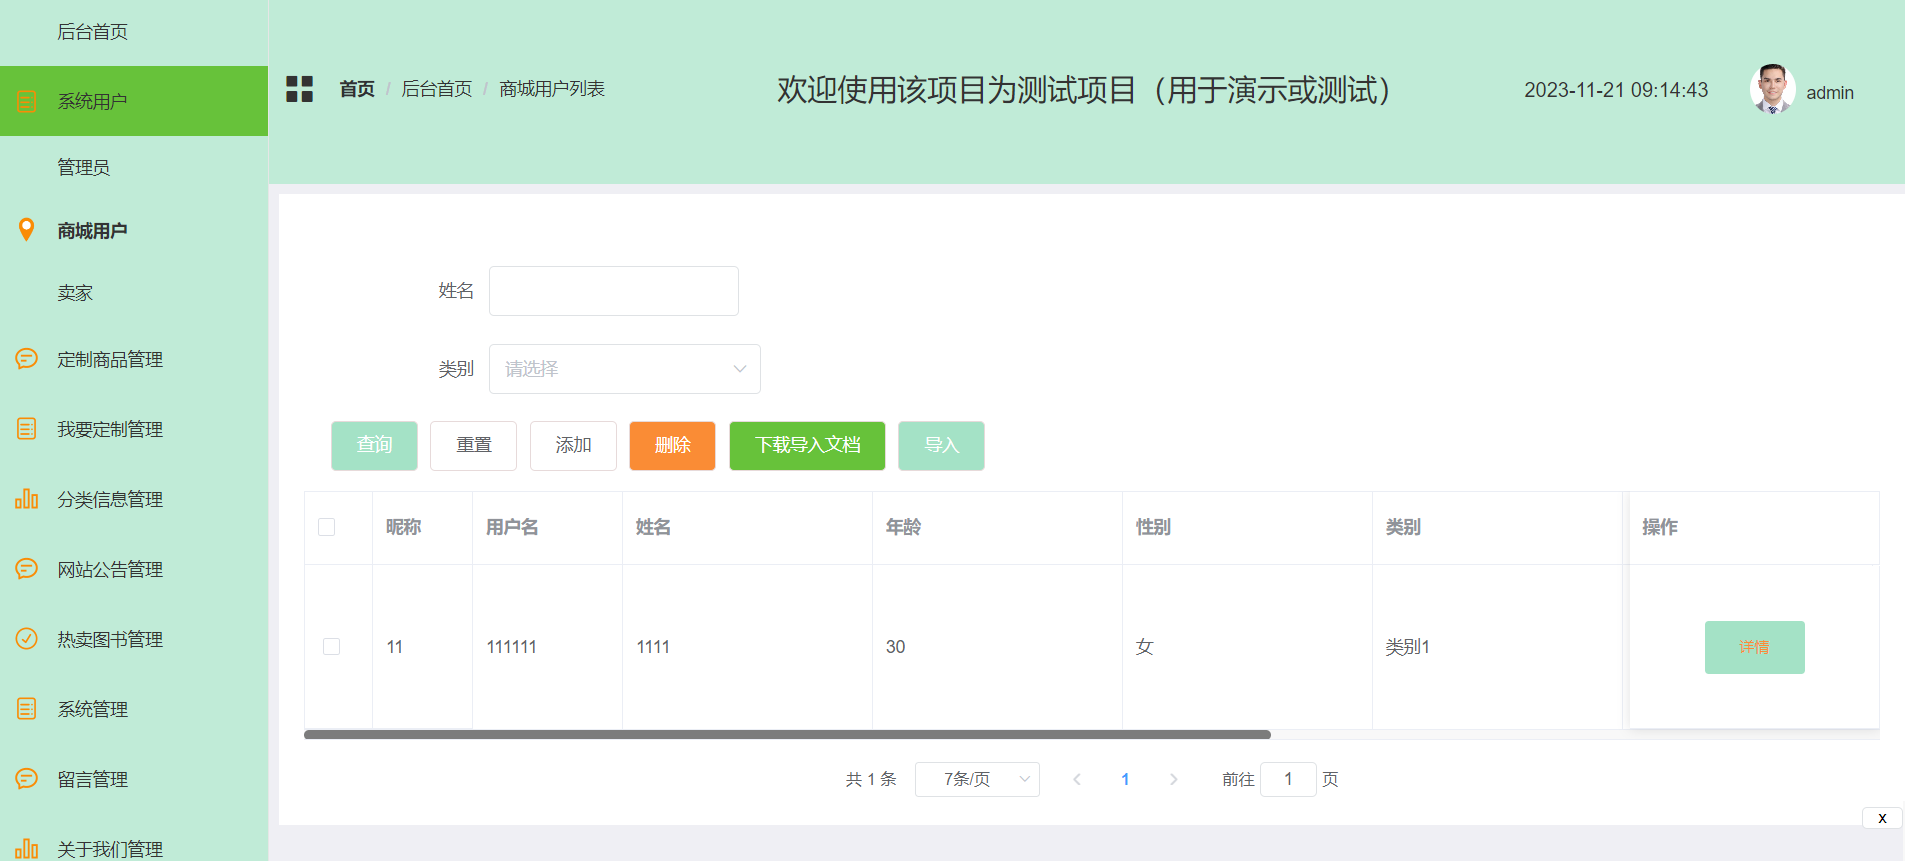 后台首页
系统用户
管理员
商城用户
卖家
定制商品管理
我要定制管理
分类信息管理
网站公告管理
热卖图书管理
系统管理
留言管理
关于我们管理
首页 / 后台首页 / 商城用户列表
欢迎使用该项目为测试项目（用于演示或测试）
2023-11-21 09:14:43
admin
姓名
类别 请选择
查询 重置 添加 删除 下载导入文档 导入
昵称 用户名 姓名 年龄 性别 类别 操作
11 111111 1111 30 女 类别1 详情
共 1 条 7条/页 1 前往 1 页
x